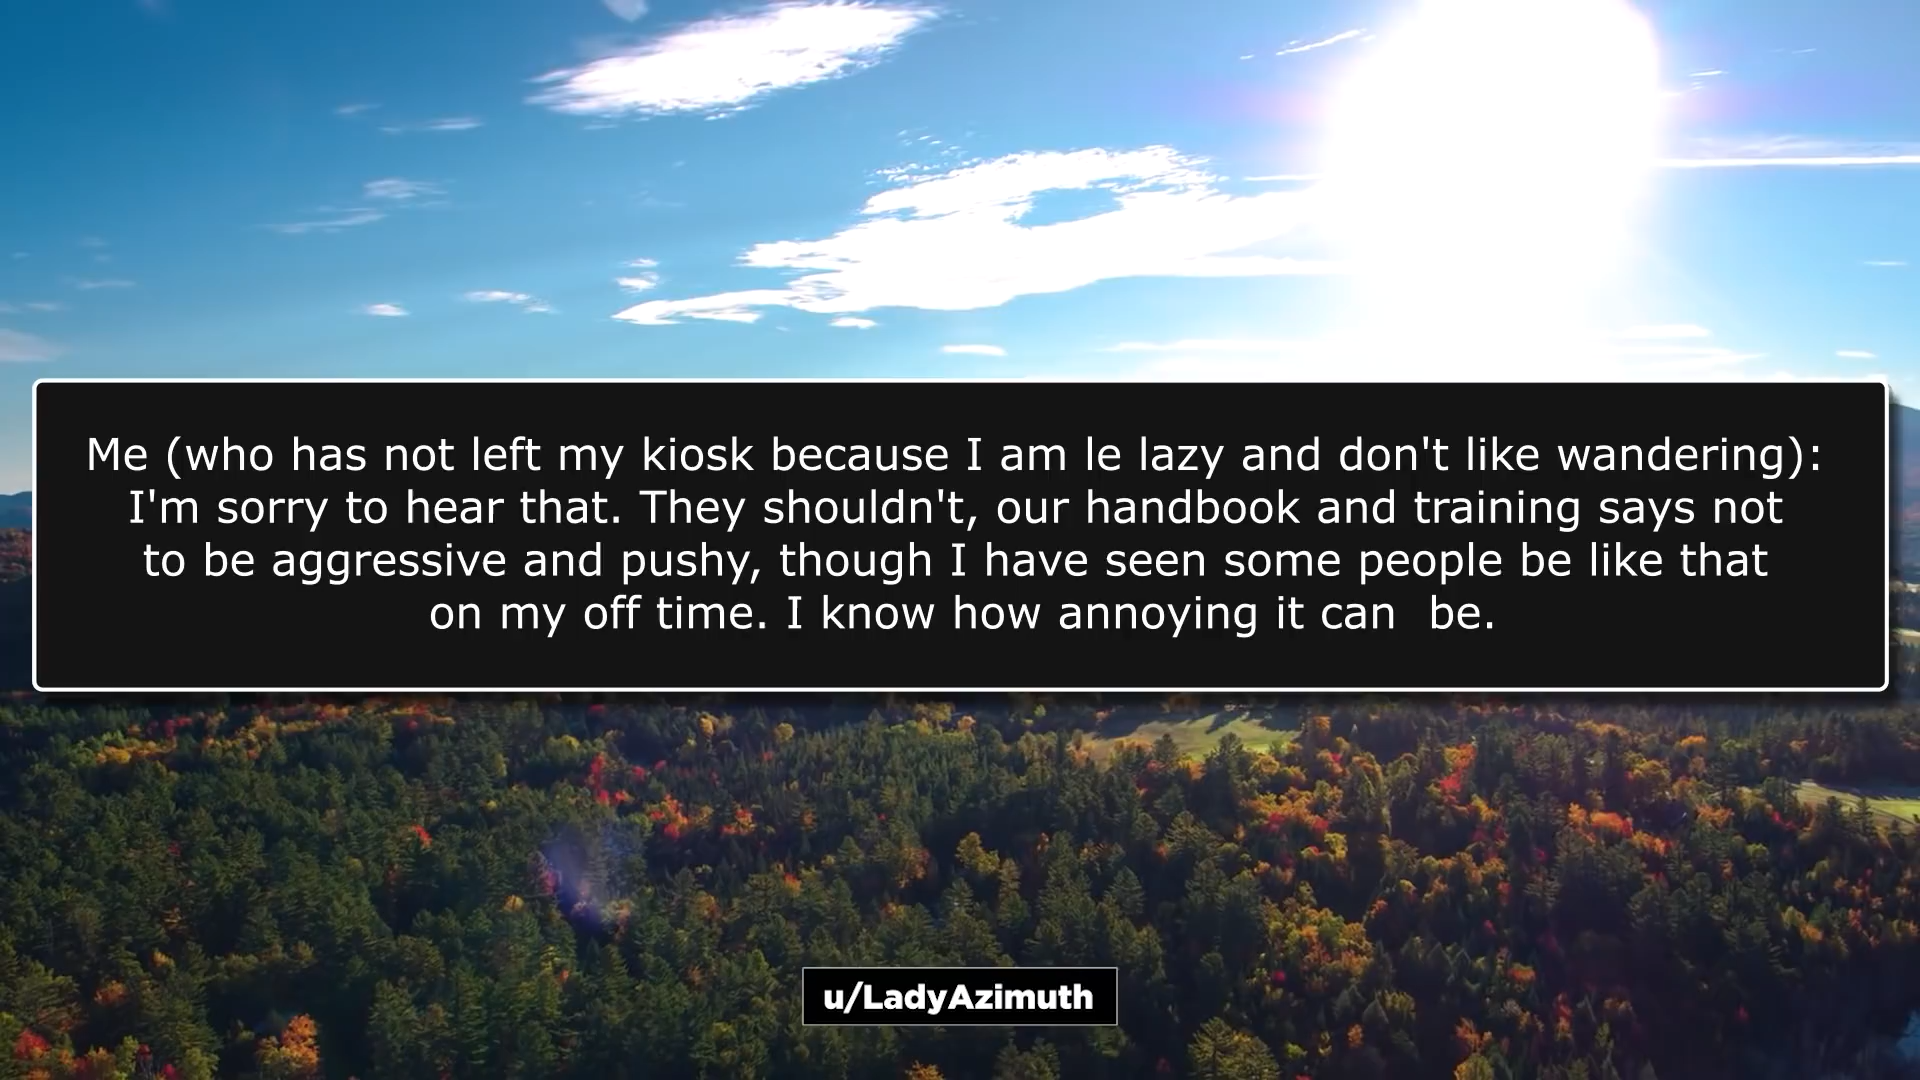 Me (who has not left my kiosk because I am le lazy and don't like wandering):
I'm sorry to hear that. They shouldn't, our handbook and training says not
to be aggressive and pushy, though I have seen some people be like that
on my off time. I know how annoying it can  be.
u/LadyAzimuth